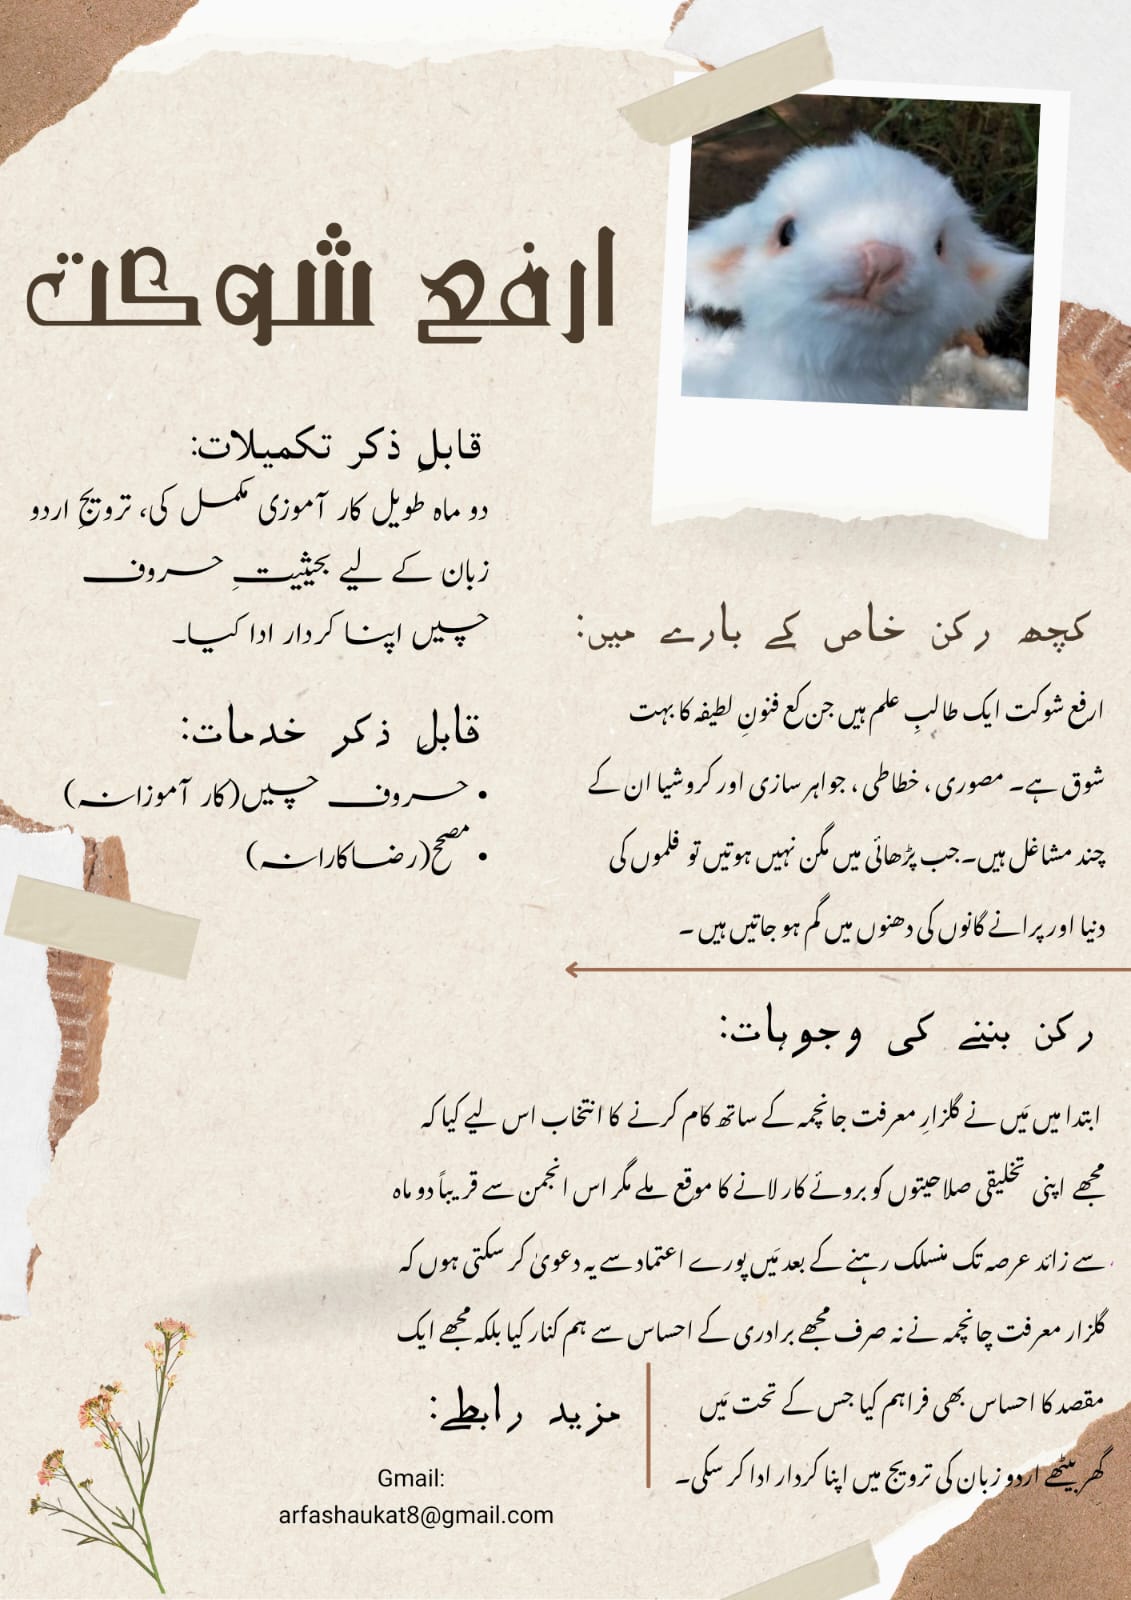 ارفع شوکت
کچھ رکن خاص کے بارے میں:
ارفع شوکت ایک طالبِ علم ہیں جن کع فنونِ لطیفہ کا بہت
شوق ہے۔ مصوری ، خطاطی ، جواہر سازی اور کروشیا ان کے
چند مشاغل ہیں۔جب پڑھائی میں مگن نہیں ہوتیں تو فلموں کی
دنیا اور پرانے گانوں کی دھنوں میں گم ہو جاتیں ہیں ۔
قابلِ ذکر تکمیلات:
دو ماہ طویل کار آموزی مکمل کی، ترویجِ اردو
زبان کے لیے بحیثیتِ حروف
چیں اپنا کردار ادا کیا۔
قابلِ ذکر خدمات:
• حروف چیں(کار آموزانہ)
• مصحح(رضاکارانہ)
رکن بننے کی وجوہات:
ابتدا میں مَیں نے گلزارِ معرفت جانچمہ کے ساتھ کام کرنے کا انتخاب اس لیے کیا کہ
مجھے اپنی تخلیقی صلاحیتوں کو بروئے کار لانے کا موقع ملے مگر اس انجمن سے قریباً دو ماہ
سے زائد عرصہ تک منسلک رہنے کے بعد مَیں پورے اعتماد سے یہ دعویٰ کر سکتی ہوں کہ
گلزار معرفت چانچمہ نے نہ صرف مجھے برادری کے احساس سے ہم کنار کیا بلکہ مجھے ایک
مقصد کا احساس بھی فراہم کیا جس کے تحت مَیں
گھر بیٹھے اردو زبان کی ترویج میں اپنا کردار ادا کر سکی۔
مزید رابطے:
Gmail:
arfashaukat8@gmail.com